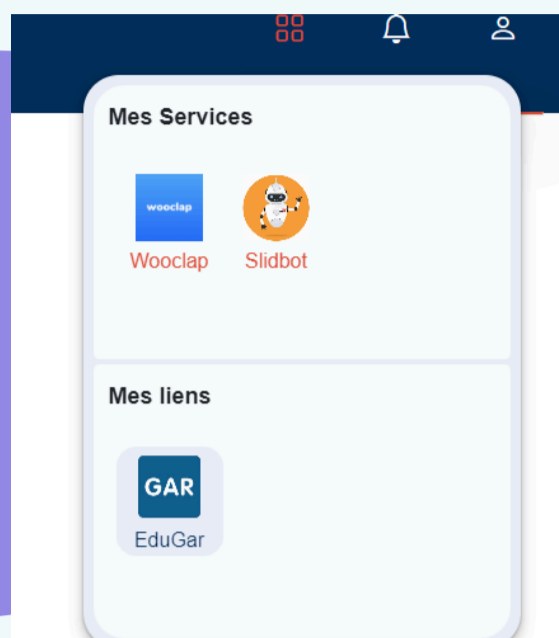 Mes Services
wooclap
Wooclap Slidbot
Mes liens
GAR
EduGar